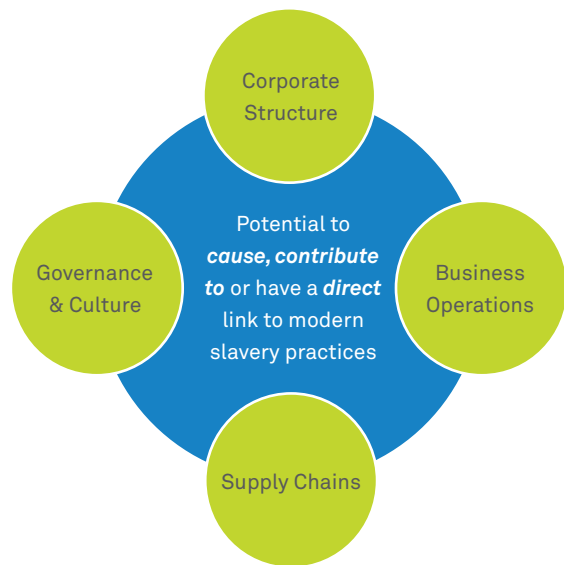 Corporate
Structure
Potential to
cause, contribute
to or have a direct
link to modern
slavery practices
Governance
& Culture
Business
Operations
Supply Chains